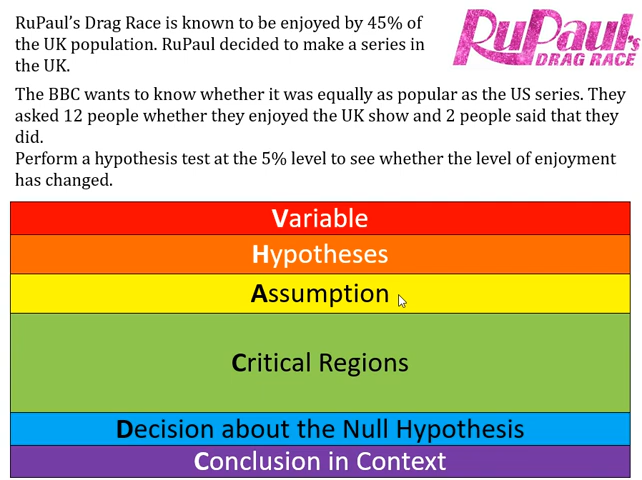 RuPaul’s Drag Race is known to be enjoyed by 45% of
the UK population. RuPaul decided to make a series in
the UK.
RuPaul's
DRAG RACE
The BBC wants to know whether it was equally as popular as the US series. They
asked 12 people whether they enjoyed the UK show and 2 people said that they
did.
Perform a hypothesis test at the 5% level to see whether the level of enjoyment
has changed.
Variable
Hypotheses
Assumption
Critical Regions
Decision about the Null Hypothesis
Conclusion in Context